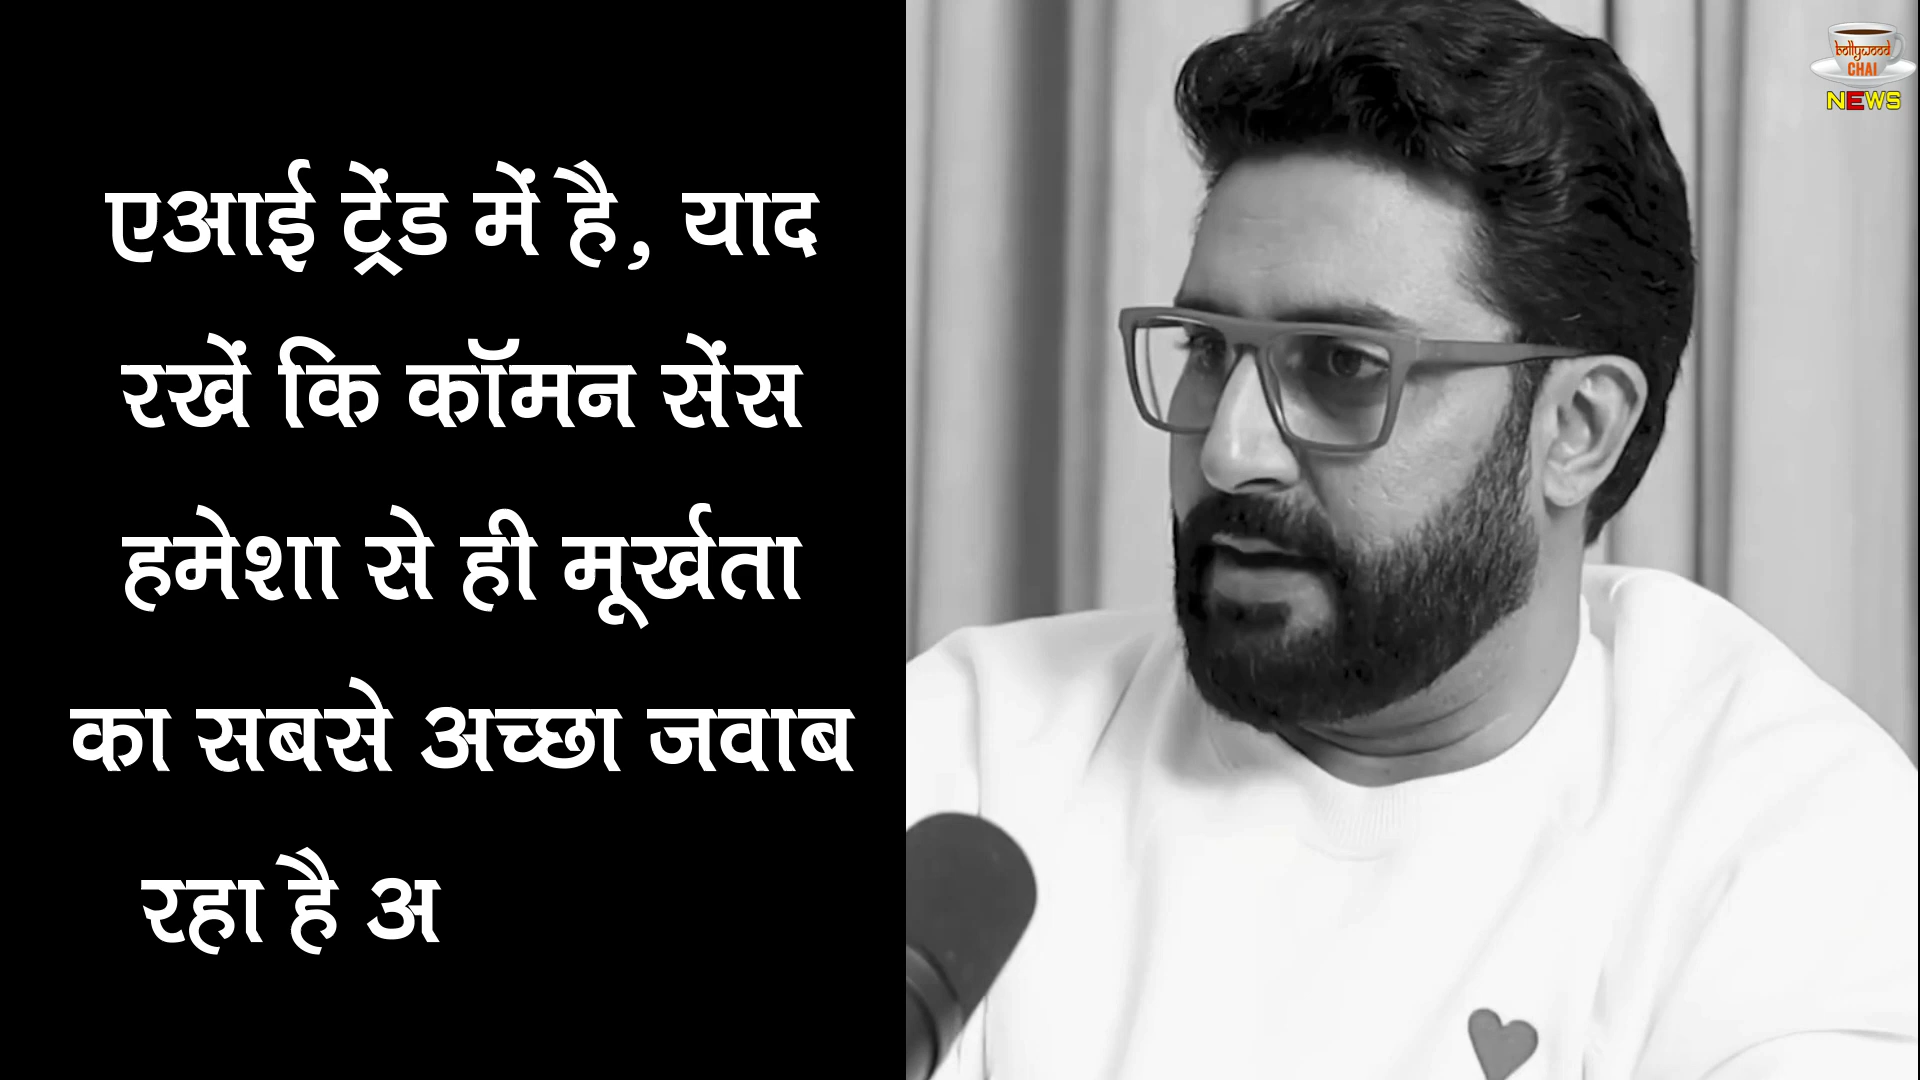 एआई ट्रेंड में है, याद
रखें कि कॉमन सेंस
हमेशा से ही मूर्खता
का सबसे अच्छा जवाब
रहा है अ
bollywood
CHAI
NEWS